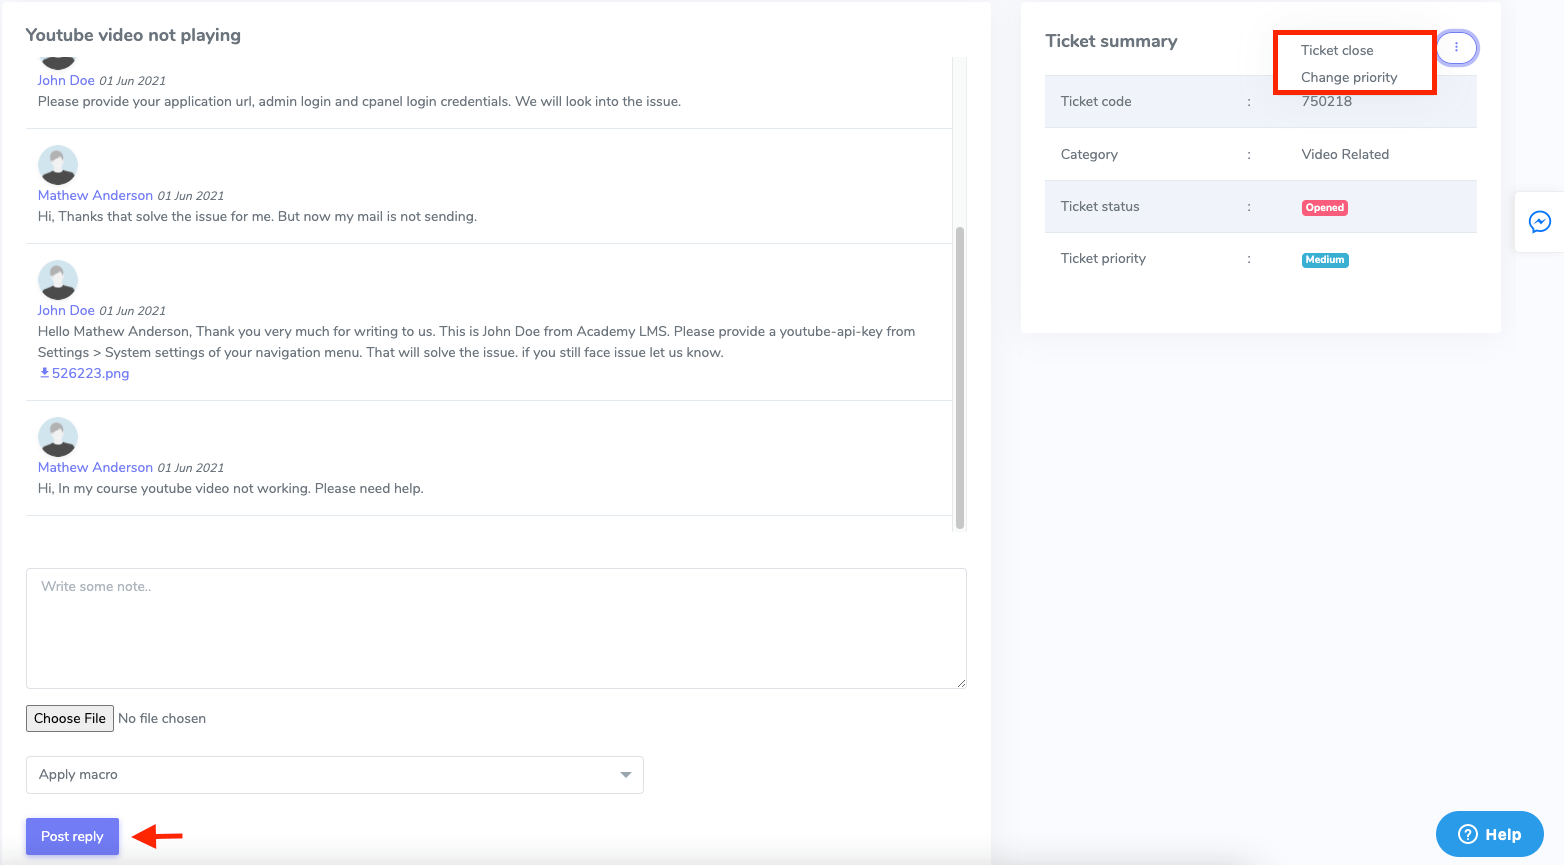 Youtube video not playing
John Doe 01 Jun 2021
Please provide your application url, admin login and cpanel login credentials. We will look into the issue.
Mathew Anderson 01 Jun 2021
Hi, Thanks that solve the issue for me. But now my mail is not sending.
John Doe 01 Jun 2021
Hello Mathew Anderson, Thank you very much for writing to us. This is John Doe from Academy LMS. Please provide a youtube-api-key from
Settings > System settings of your navigation menu. That will solve the issue. if you still face issue let us know.
526223.png
Mathew Anderson 01 Jun 2021
Hi, In my course youtube video not working. Please need help.
Write some note..
Choose File No file chosen
Apply macro
Post reply
Ticket summary
Ticket close
Change priority
Ticket code : 750218
Category : Video Related
Ticket status : Opened
Ticket priority : Medium
Help